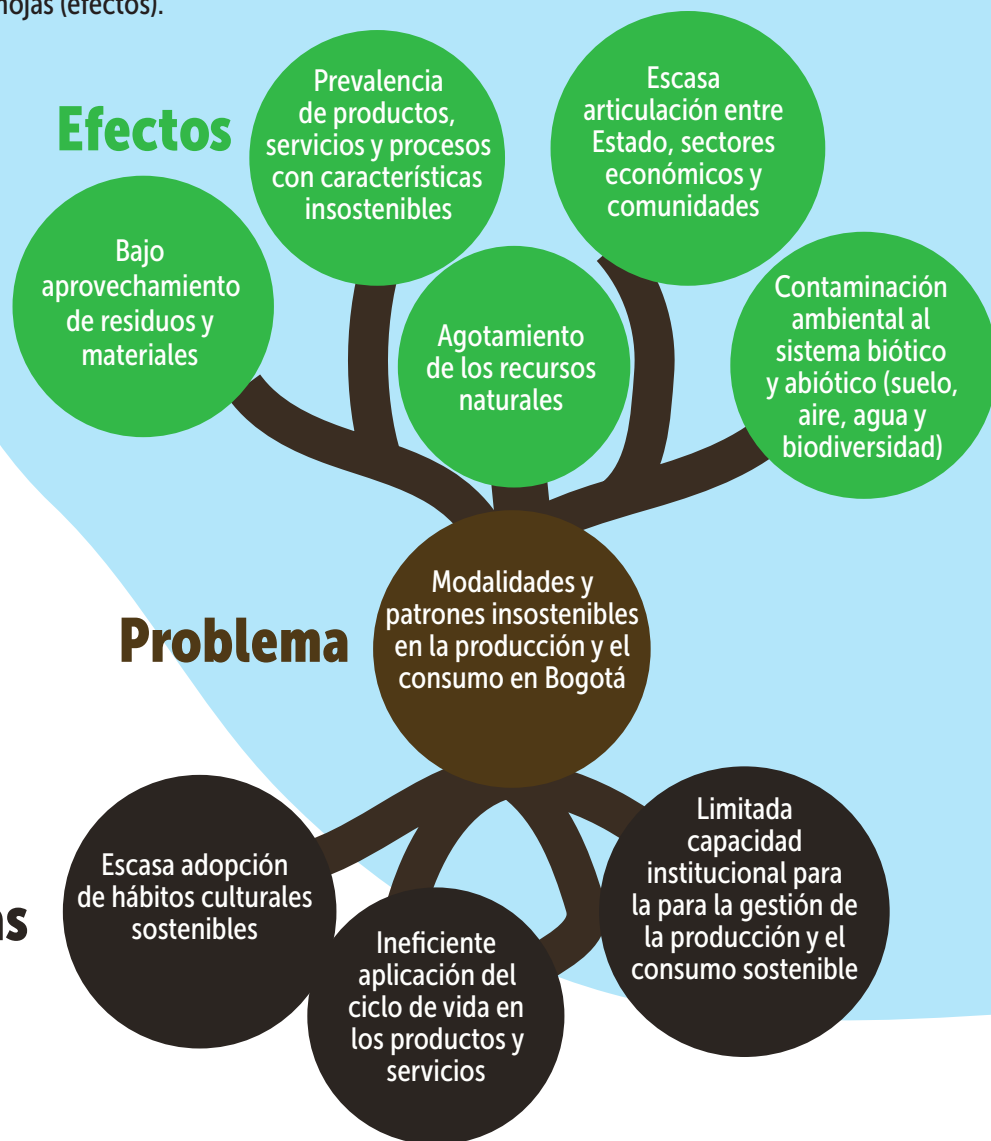 hojas (efectos).
Efectos
Prevalencia
de productos,
servicios y procesos
con características
insostenibles
Escasa
articulación entre
Estado, sectores
económicos y
comunidades
Bajo
aprovechamiento
de residuos y
materiales
Agotamiento
de los recursos
naturales
Contaminación
ambiental al
sistema biótico
y abiótico (suelo,
aire, agua y
biodiversidad)
Problema
Modalidades y
patrones insostenibles
en la producción y el
consumo en Bogotá
Escasa adopción
de hábitos culturales
sostenibles
Ineficiente
aplicación del
ciclo de vida en
los productos y
servicios
Limitada
capacidad
institucional para
la para la gestión de
la producción y el
consumo sostenible